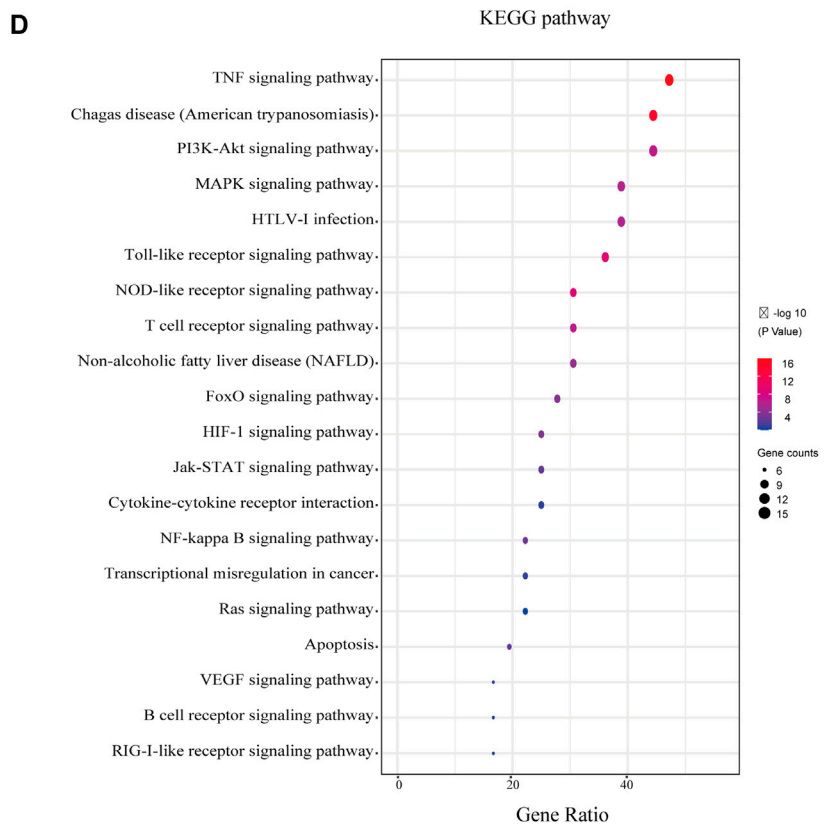 D
KEGG pathway
TNF signaling pathway
Chagas disease (American trypanosomiasis)
PI3K-Akt signaling pathway
MAPK signaling pathway
HTLV-I infection
Toll-like receptor signaling pathway
NOD-like receptor signaling pathway
T cell receptor signaling pathway
Non-alcoholic fatty liver disease (NAFLD)
FoxO signaling pathway
HIF-1 signaling pathway
Jak-STAT signaling pathway
Cytokine-cytokine receptor interaction
NF-kappa B signaling pathway
Transcriptional misregulation in cancer
Ras signaling pathway
Apoptosis
VEGF signaling pathway
B cell receptor signaling pathway
RIG-I-like receptor signaling pathway
0 20 40
Gene Ratio
-log 10
(P Value)
16
12
8
4
Gene counts
6
9
12
15